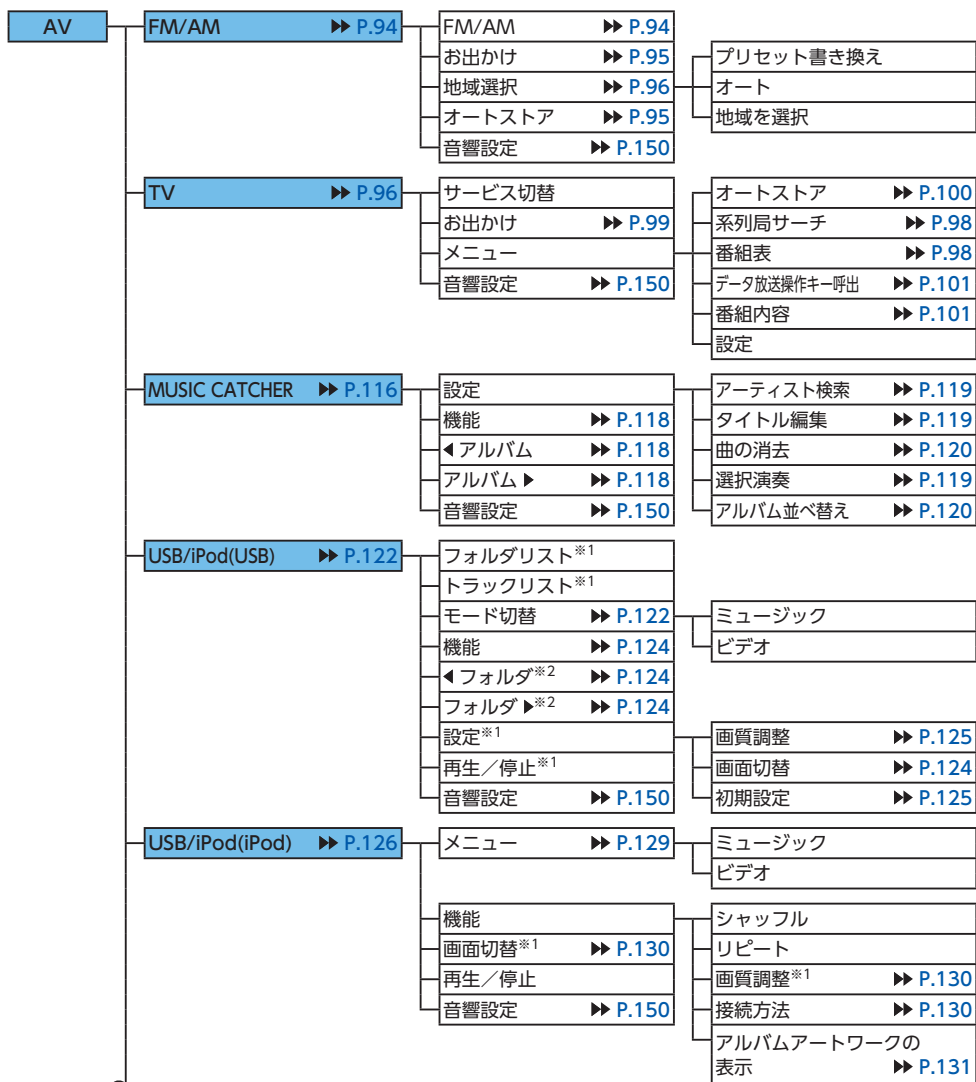 AV
FM/AM ▶▶ P.94
FM/AM ▶▶ P.94
お出かけ ▶▶ P.95
地域選択 ▶▶ P.96
プリセット書き換え
オート
地域を選択
オートストア ▶▶ P.95
音響設定 ▶▶ P.150
TV ▶▶ P.96
サービス切替
お出かけ ▶▶ P.99
メニュー
オートストア ▶▶ P.100
系列局サーチ ▶▶ P.98
番組表 ▶▶ P.98
データ放送操作キー呼出 ▶▶ P.101
番組内容 ▶▶ P.101
設定
音響設定 ▶▶ P.150
MUSIC CATCHER ▶▶ P.116
設定
アーティスト検索 ▶▶ P.119
タイトル編集 ▶▶ P.119
曲の消去 ▶▶ P.120
選択演奏 ▶▶ P.119
アルバム並べ替え ▶▶ P.120
機能 ▶▶ P.118
◀アルバム ▶▶ P.118
アルバム▶ ▶▶ P.118
音響設定 ▶▶ P.150
USB/iPod(USB) ▶▶ P.122
フォルダリスト※1
トラックリスト※1
モード切替 ▶▶ P.122
ミュージック
ビデオ
機能 ▶▶ P.124
◀フォルダ※2 ▶▶ P.124
フォルダ▶※2 ▶▶ P.124
設定※1
画質調整 ▶▶ P.125
画面切替 ▶▶ P.124
初期設定 ▶▶ P.125
再生／停止※1
音響設定 ▶▶ P.150
USB/iPod(iPod) ▶▶ P.126
メニュー ▶▶ P.129
ミュージック
ビデオ
機能
シャッフル
リピート
画質調整※1 ▶▶ P.130
接続方法 ▶▶ P.130
アルバムアートワークの
表示 ▶▶ P.131
画面切替※1 ▶▶ P.130
再生／停止
音響設定 ▶▶ P.150